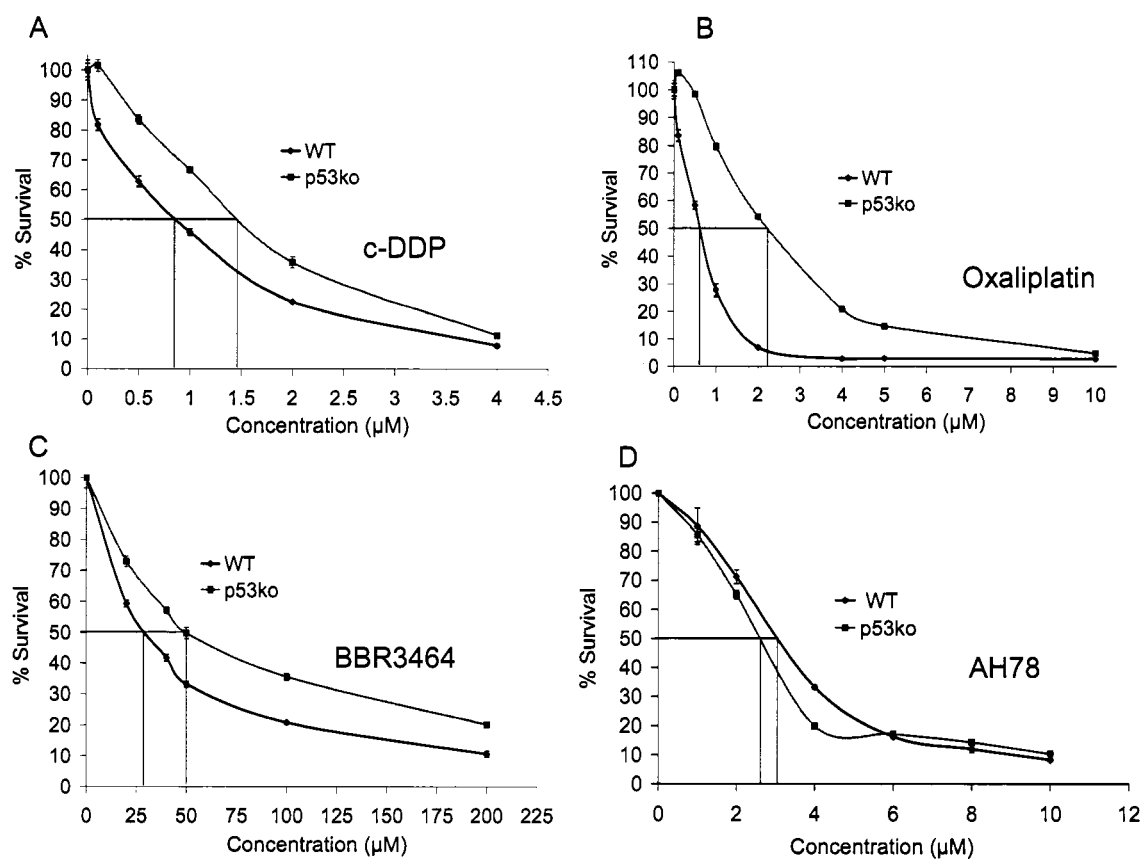 A
% Survival
100
90
80
70
60
50
40
30
20
10
0
WT
p53ko
c-DDP
0 0.5 1 1.5 2 2.5 3 3.5 4 4.5
Concentration (µM)
B
% Survival
110
100
90
80
70
60
50
40
30
20
10
0
WT
p53ko
Oxaliplatin
0 1 2 3 4 5 6 7 8 9 10
Concentration (µM)
C
% Survival
100
90
80
70
60
50
40
30
20
10
0
WT
p53ko
BBR3464
0 25 50 75 100 125 150 175 200 225
Concentration (µM)
D
% Survival
100
90
80
70
60
50
40
30
20
10
0
WT
p53ko
AH78
0 2 4 6 8 10 12
Concentration (µM)